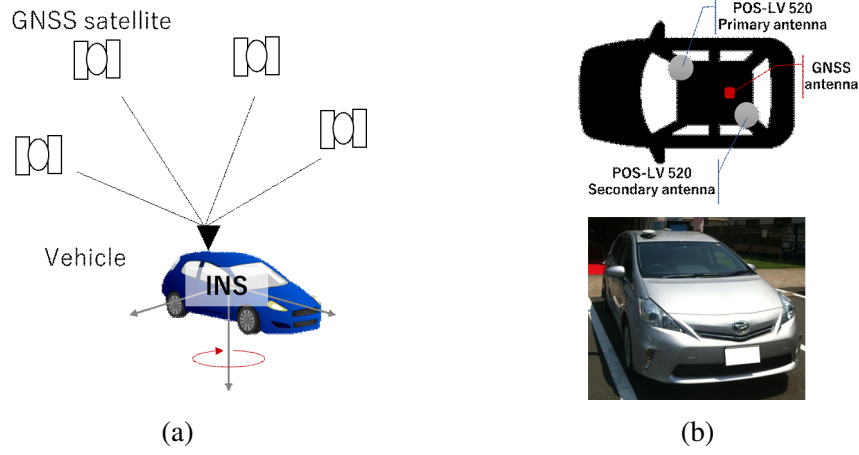 GNSS satellite
Vehicle
INS
(a)
POS-LV 520
Primary antenna
GNSS
antenna
POS-LV 520
Secondary antenna
(b)